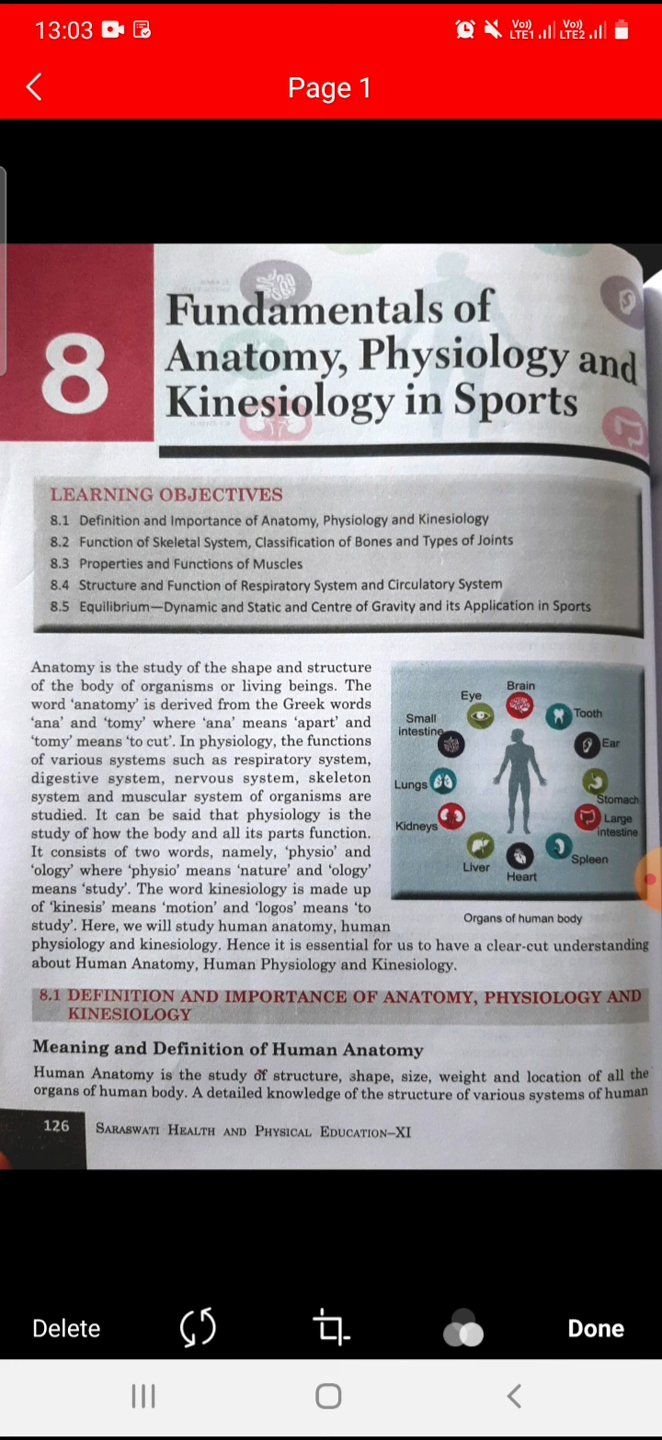 13:03
Vo)) LTE1 Vo)) LTE2
Page 1
8
Fundamentals of
Anatomy, Physiology and
Kinesiology in Sports
LEARNING OBJECTIVES
8.1 Definition and Importance of Anatomy, Physiology and Kinesiology
8.2 Function of Skeletal System, Classification of Bones and Types of Joints
8.3 Properties and Functions of Muscles
8.4 Structure and Function of Respiratory System and Circulatory System
8.5 Equilibrium—Dynamic and Static and Centre of Gravity and its Application in Sports
Anatomy is the study of the shape and structure
of the body of organisms or living beings. The
word ‘anatomy’ is derived from the Greek words
‘ana’ and ‘tomy’ where ‘ana’ means ‘apart’ and
‘tomy’ means ‘to cut’. In physiology, the functions
of various systems such as respiratory system,
digestive system, nervous system, skeleton
system and muscular system of organisms are
studied. It can be said that physiology is the
study of how the body and all its parts function.
It consists of two words, namely, ‘physio’ and
‘ology’ where ‘physio’ means ‘nature’ and ‘ology’
means ‘study’. The word kinesiology is made up
of ‘kinesis’ means ‘motion’ and ‘logos’ means ‘to
study’. Here, we will study human anatomy, human
physiology and kinesiology. Hence it is essential for us to have a clear-cut understanding
about Human Anatomy, Human Physiology and Kinesiology.
Brain
Eye
Tooth
Small
intestine
Ear
Lungs
Stomach
Kidneys
Large
intestine
Liver
Spleen
Heart
Organs of human body
8.1 DEFINITION AND IMPORTANCE OF ANATOMY, PHYSIOLOGY AND
KINESIOLOGY
Meaning and Definition of Human Anatomy
Human Anatomy is the study of structure, shape, size, weight and location of all the
organs of human body. A detailed knowledge of the structure of various systems of human
126 SARASWATI HEALTH AND PHYSICAL EDUCATION–XI
Delete
Done